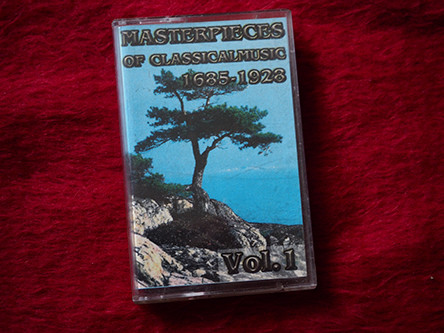 MASTERPIECES
OF CLASSICALMUSIC
1685-1928
Vol.1